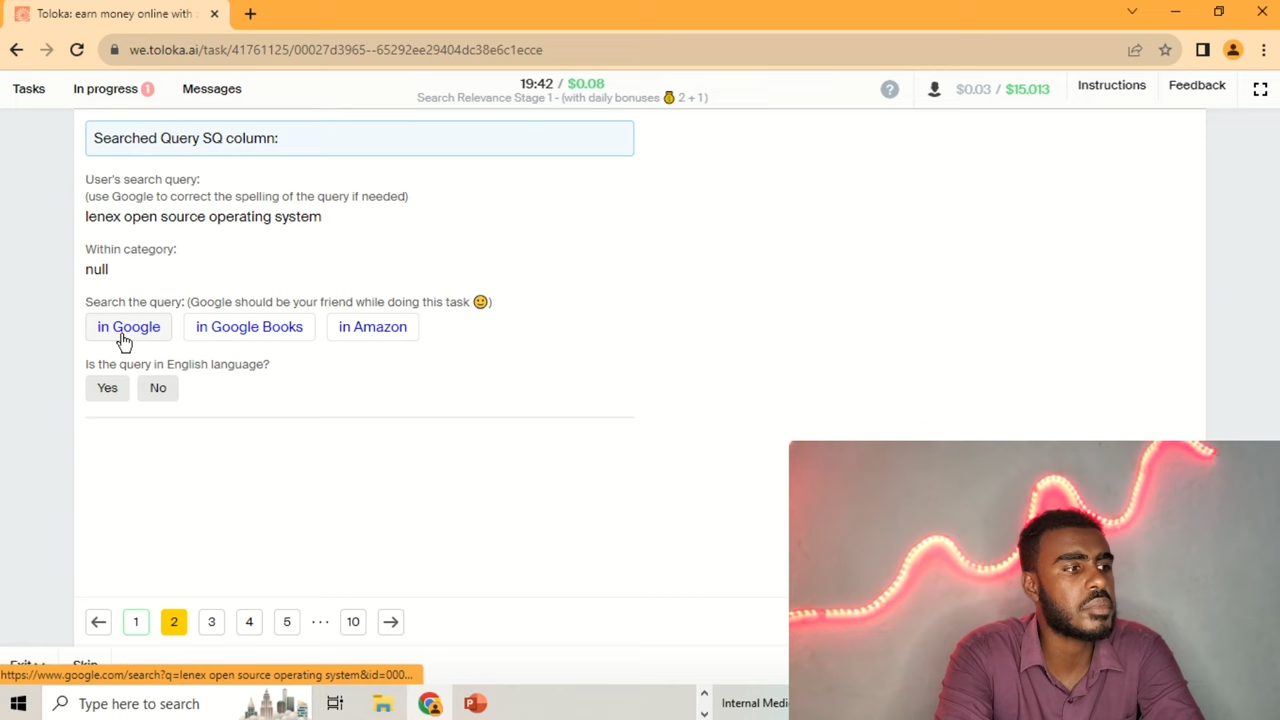 Toloka: earn money online with
we.toloka.ai/task/41761125/00027d3965--65292ee29404dc38e6c1ecce
Tasks
In progress 1
Messages
19:42 / $0.08
Search Relevance Stage 1 - (with daily bonuses 🥇 2 + 1)
$0.03 / $15.013
Instructions
Feedback
Searched Query SQ column:
User's search query:
(use Google to correct the spelling of the query if needed)
lenex open source operating system
Within category:
null
Search the query: (Google should be your friend while doing this task 🙂)
in Google
in Google Books
in Amazon
Is the query in English language?
Yes
No
1
2
3
4
5
...
10
Exit
Skip
https://www.google.com/search?q=lenex open source operating system&id=000...
Type here to search
Internal Medi